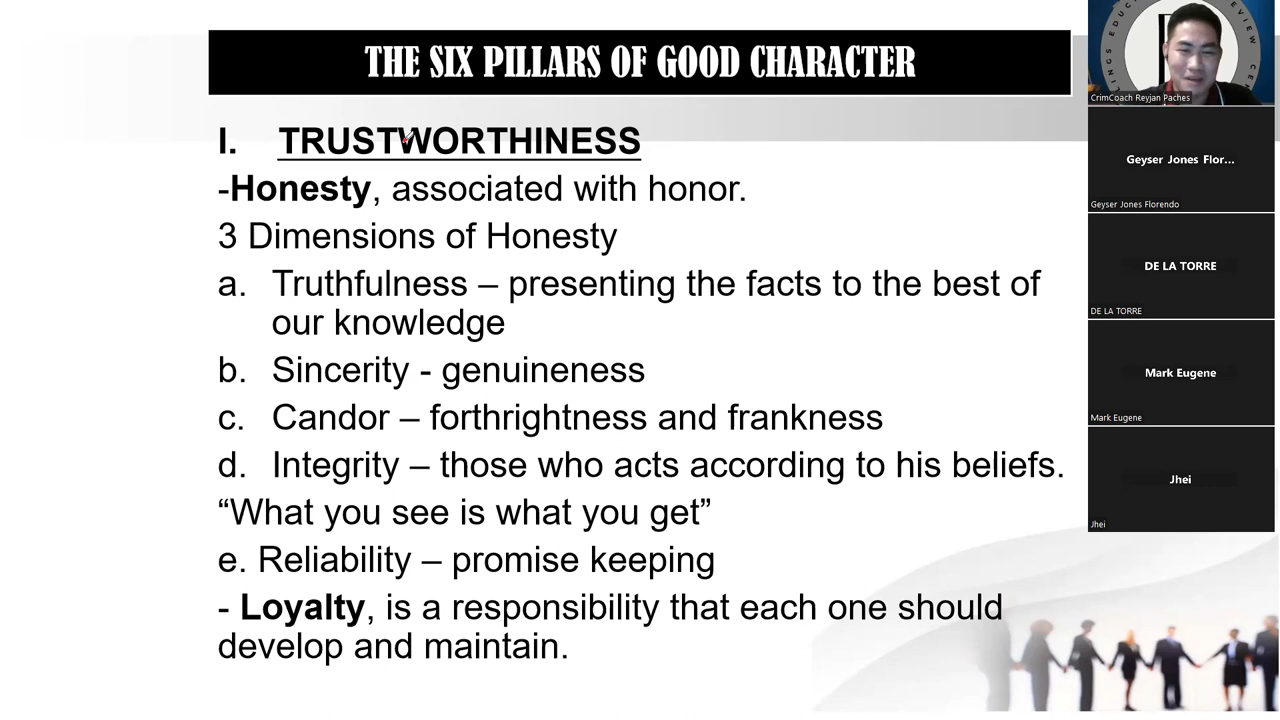 THE SIX PILLARS OF GOOD CHARACTER
I. TRUSTWORTHINESS
-Honesty, associated with honor.
3 Dimensions of Honesty
a. Truthfulness – presenting the facts to the best of
our knowledge
b. Sincerity - genuineness
c. Candor – forthrightness and frankness
d. Integrity – those who acts according to his beliefs.
“What you see is what you get”
e. Reliability – promise keeping
- Loyalty, is a responsibility that each one should
develop and maintain.
CrimCoach Reyjan Paches
Geyser Jones Flor...
Geyser Jones Florendo
DE LA TORRE
DE LA TORRE
Mark Eugene
Mark Eugene
Jhei
Jhei